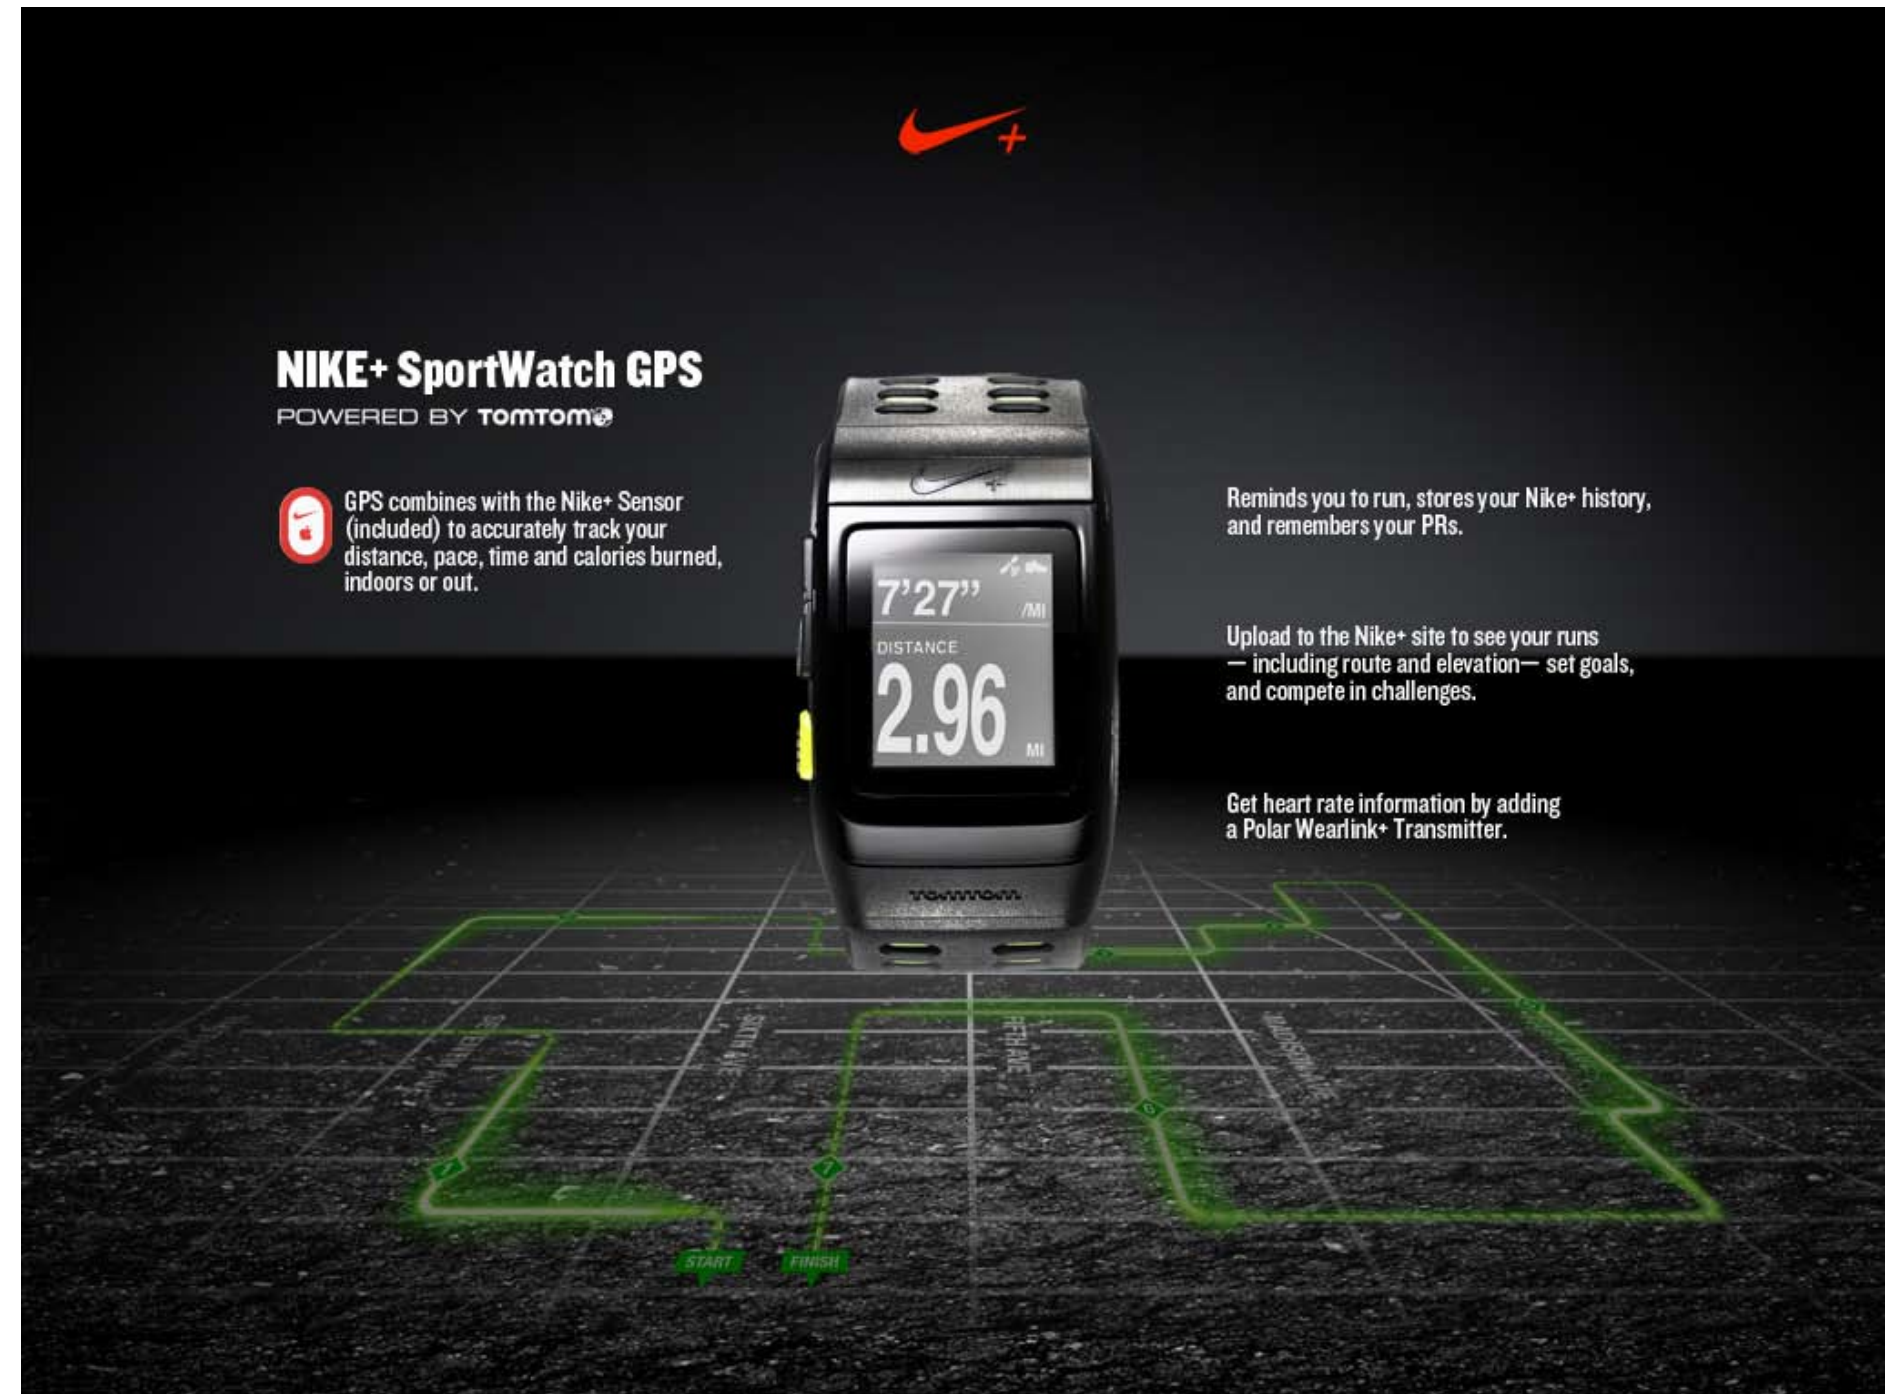 NIKE+ SportWatch GPS
POWERED BY TOMTOM
GPS combines with the Nike+ Sensor
(included) to accurately track your
distance, pace, time and calories burned,
indoors or out.
7’27” /MI
DISTANCE
2.96 MI
TOMTOM
Reminds you to run, stores your Nike+ history,
and remembers your PRs.
Upload to the Nike+ site to see your runs
— including route and elevation— set goals,
and compete in challenges.
Get heart rate information by adding
a Polar Wearlink+ Transmitter.
SIXTH AVE
FIFTH AVE
6
7
START
FINISH